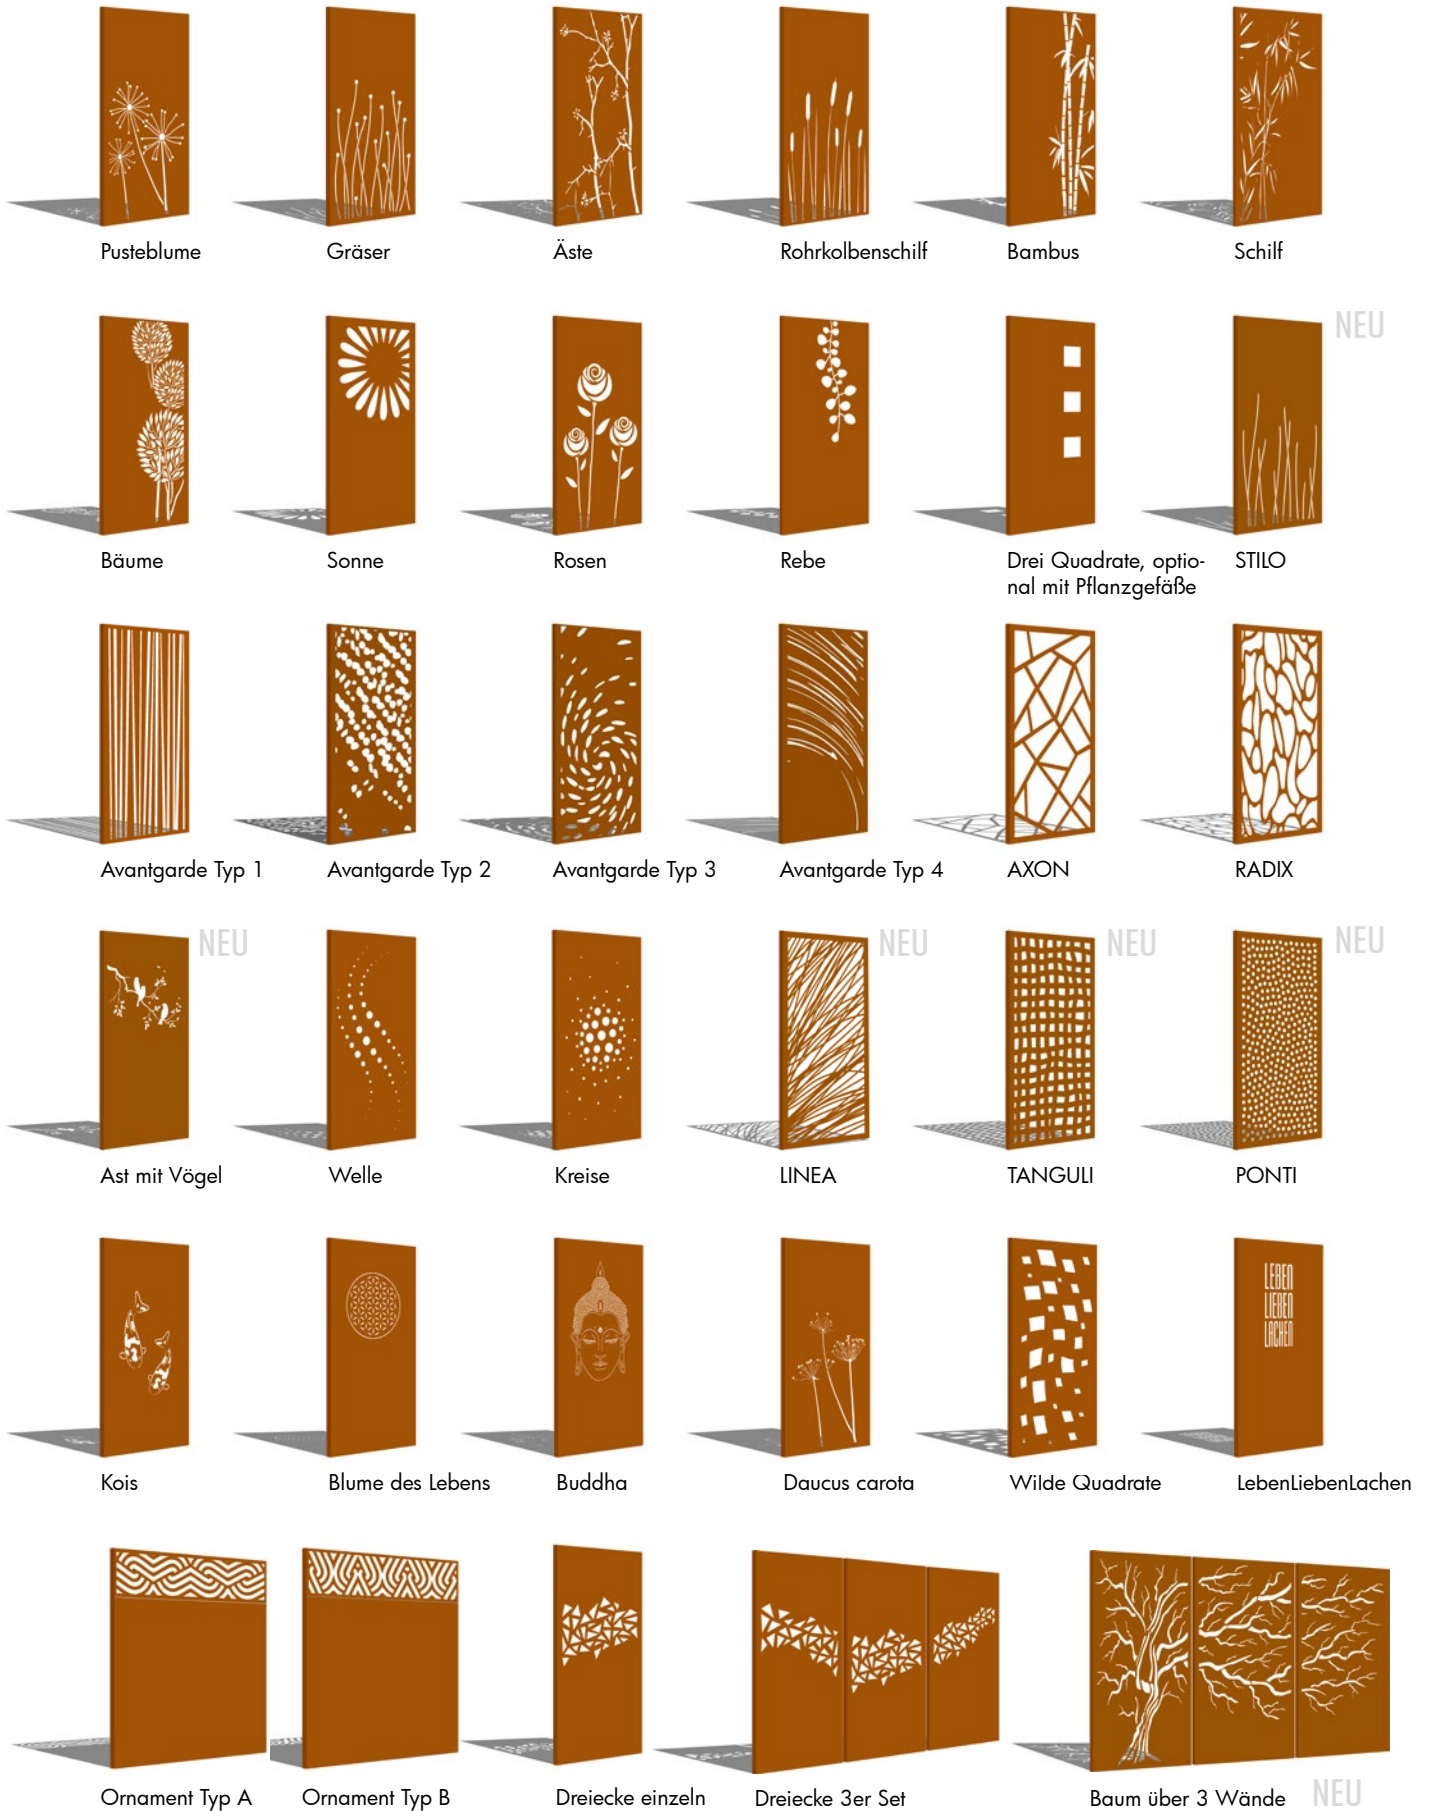 Pusteblume
Gräser
Äste
Rohrkolbenschilf
Bambus
Schilf
NEU
Bäume
Sonne
Rosen
Rebe
Drei Quadrate, optio-
nal mit Pflanzgefäße
STILO
Avantgarde Typ 1
Avantgarde Typ 2
Avantgarde Typ 3
Avantgarde Typ 4
AXON
RADIX
NEU
NEU
NEU
NEU
Ast mit Vögel
Welle
Kreise
LINEA
TANGULI
PONTI
LEBEN
LIEBEN
LACHEN
Kois
Blume des Lebens
Buddha
Daucus carota
Wilde Quadrate
LebenLiebenLachen
Ornament Typ A
Ornament Typ B
Dreiecke einzeln
Dreiecke 3er Set
Baum über 3 Wände
NEU